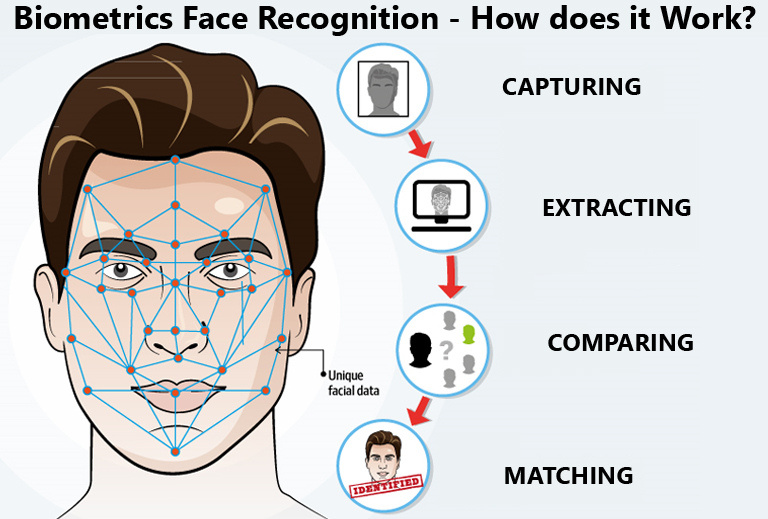 Biometrics Face Recognition - How does it Work?
CAPTURING
EXTRACTING
COMPARING
?
Unique
facial data
IDENTIFIED
MATCHING